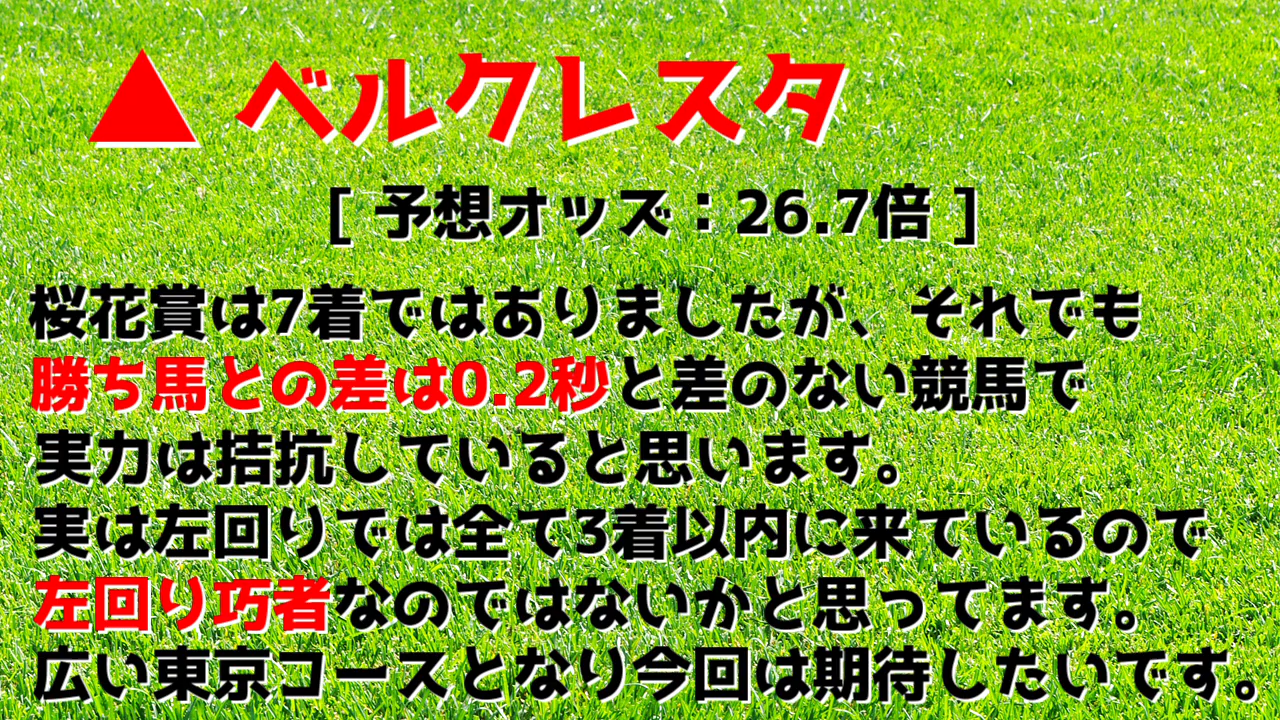 ▲ ベルクレスタ
[ 予想オッズ：26.7倍 ]
桜花賞は7着ではありましたが、それでも
勝ち馬との差は0.2秒と差のない競馬で
実力は拮抗していると思います。
実は左回りでは全て3着以内に来ているので
左回り巧者なのではないかと思ってます。
広い東京コースとなり今回は期待したいです。